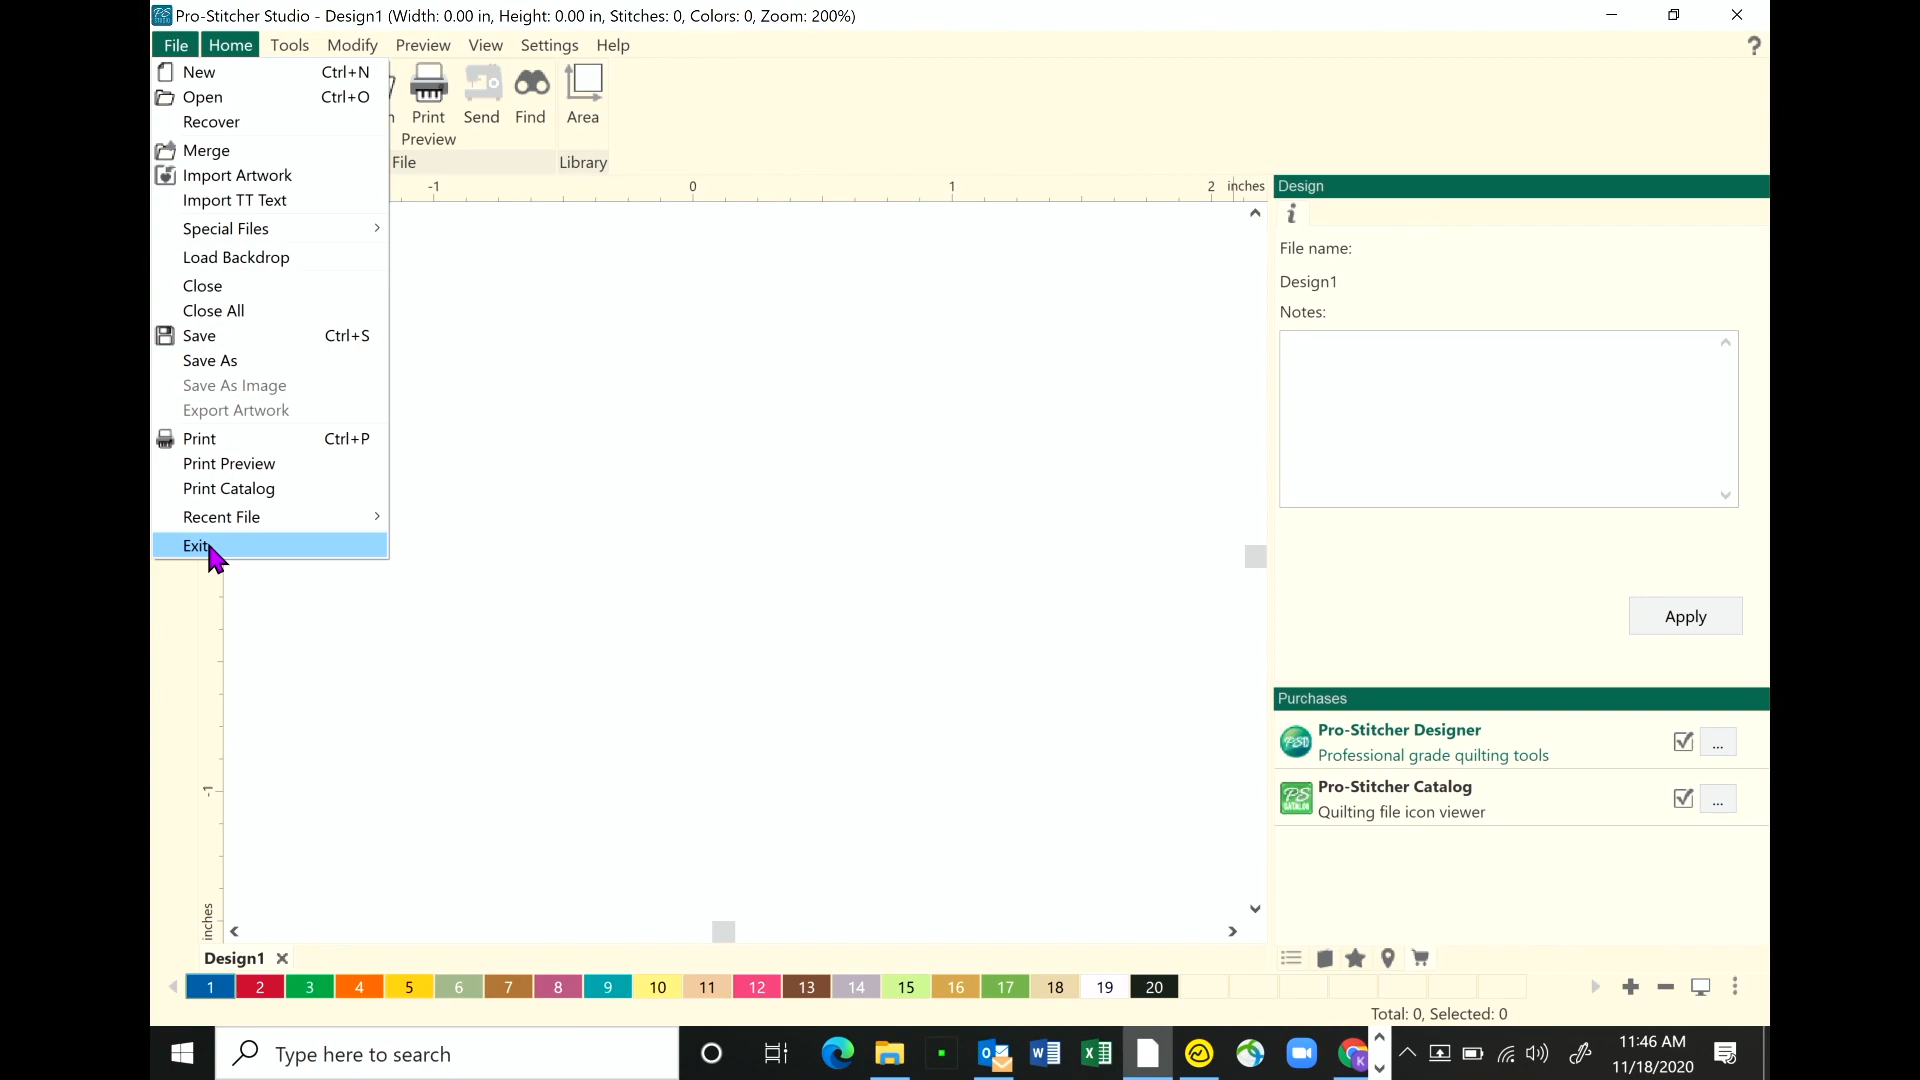 Pro-Stitcher Studio - Design1 (Width: 0.00 in, Height: 0.00 in, Stitches: 0, Colors: 0, Zoom: 200%)
File Home Tools Modify Preview View Settings Help ?
New Ctrl+N
Open Ctrl+O
Recover
Merge
Import Artwork
Import TT Text
Special Files
Load Backdrop
Close
Close All
Save Ctrl+S
Save As
Save As Image
Export Artwork
Print Ctrl+P
Print Preview
Print Catalog
Recent File
Exit
Print Preview
Send
Find
Area
File
Library
-1 0 1 2 inches
-1
inches
Design
File name:
Design1
Notes:
Apply
Purchases
Pro-Stitcher Designer
Professional grade quilting tools
...
Pro-Stitcher Catalog
Quilting file icon viewer
...
Design1
1 2 3 4 5 6 7 8 9 10 11 12 13 14 15 16 17 18 19 20
Total: 0, Selected: 0
Type here to search
11:46 AM
11/18/2020